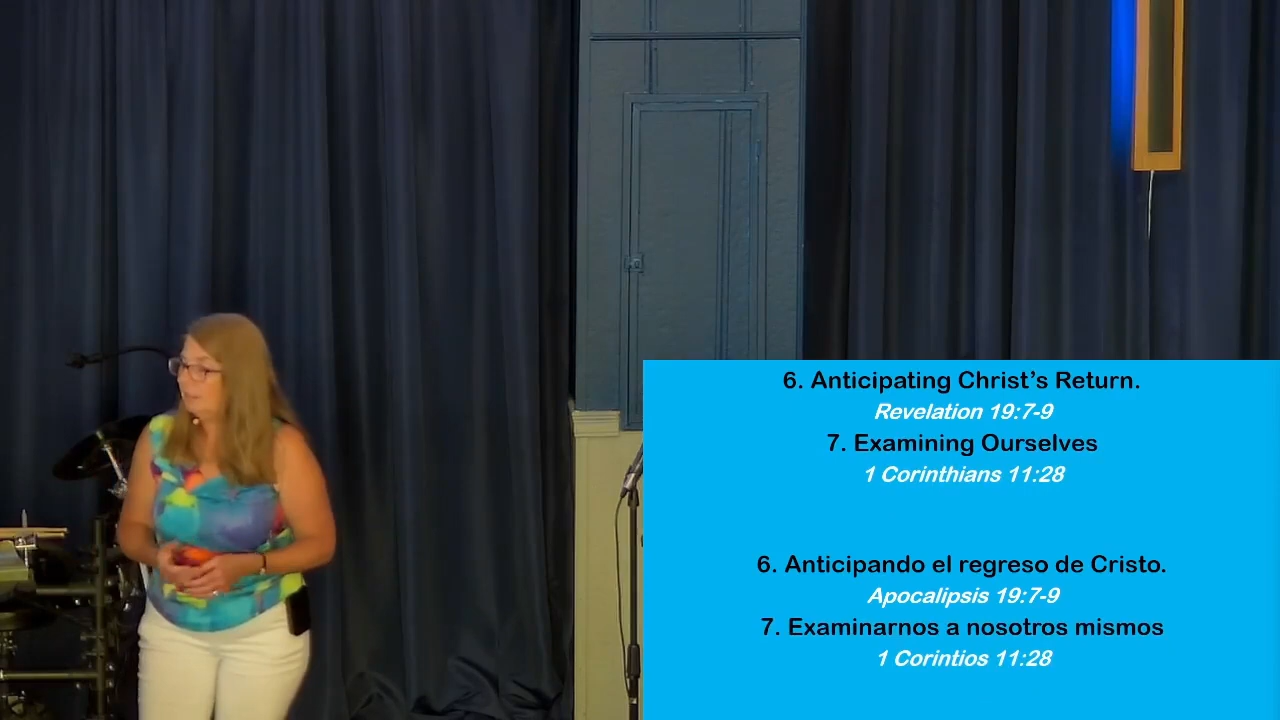 6. Anticipating Christ’s Return.
Revelation 19:7-9
7. Examining Ourselves
1 Corinthians 11:28
6. Anticipando el regreso de Cristo.
Apocalipsis 19:7-9
7. Examinarnos a nosotros mismos
1 Corintios 11:28